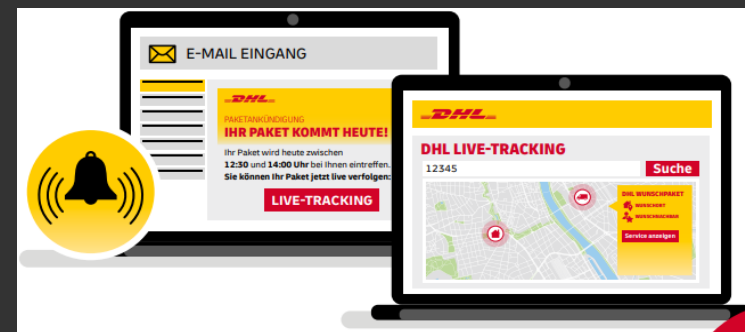 E-MAIL EINGANG
DHL
PAKETANKÜNDIGUNG
IHR PAKET KOMMT HEUTE!
Ihr Paket wird heute zwischen
12:30 und 14:00 Uhr bei Ihnen eintreffen.
Sie können Ihr Paket jetzt live verfolgen:
LIVE-TRACKING
DHL
DHL LIVE-TRACKING
12345
Suche
DHL WUNSCHPAKET
WUNSCHORT
WUNSCHNACHBAR
Service anzeigen